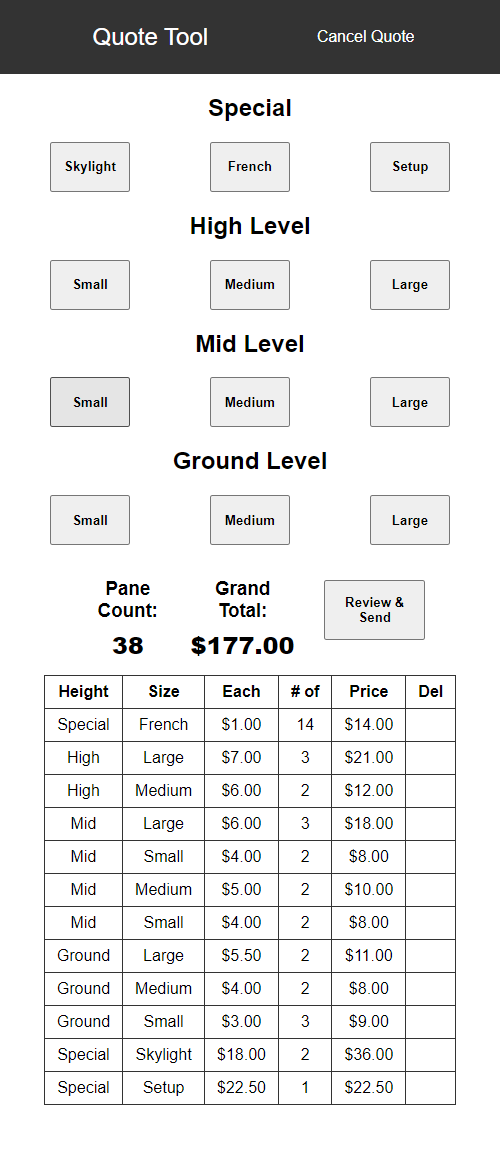 Quote Tool Cancel Quote
Special
Skylight French Setup
High Level
Small Medium Large
Mid Level
Small Medium Large
Ground Level
Small Medium Large
Pane Count: Grand Total: Review & Send
38 $177.00
Height Size Each # of Price Del
Special French $1.00 14 $14.00
High Large $7.00 3 $21.00
High Medium $6.00 2 $12.00
Mid Large $6.00 3 $18.00
Mid Small $4.00 2 $8.00
Mid Medium $5.00 2 $10.00
Mid Small $4.00 2 $8.00
Ground Large $5.50 2 $11.00
Ground Medium $4.00 2 $8.00
Ground Small $3.00 3 $9.00
Special Skylight $18.00 2 $36.00
Special Setup $22.50 1 $22.50